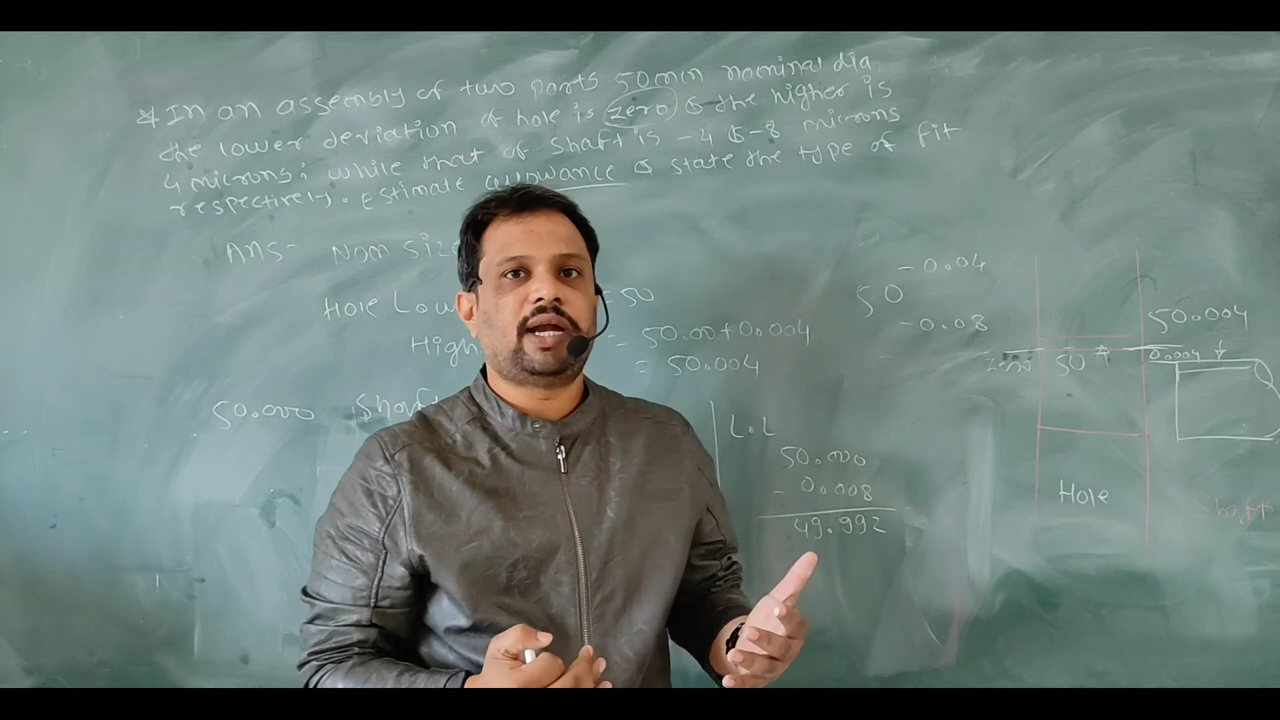 * In an assembly of two parts 50mm nominal dia.
the lower deviation of hole is zero & the higher is
4 microns; while that of shaft is -4 & -8 microns
respectively. Estimate allowance & state the type of fit
Ans- Nom size
Hole Low =50
High = 50.00+0.004
= 50.004
50.000 Shaft
L.L
50.000
- 0.008
49.992
-0.04
50
-0.08
50.004
zero 50 0.004
Hole
Shaft